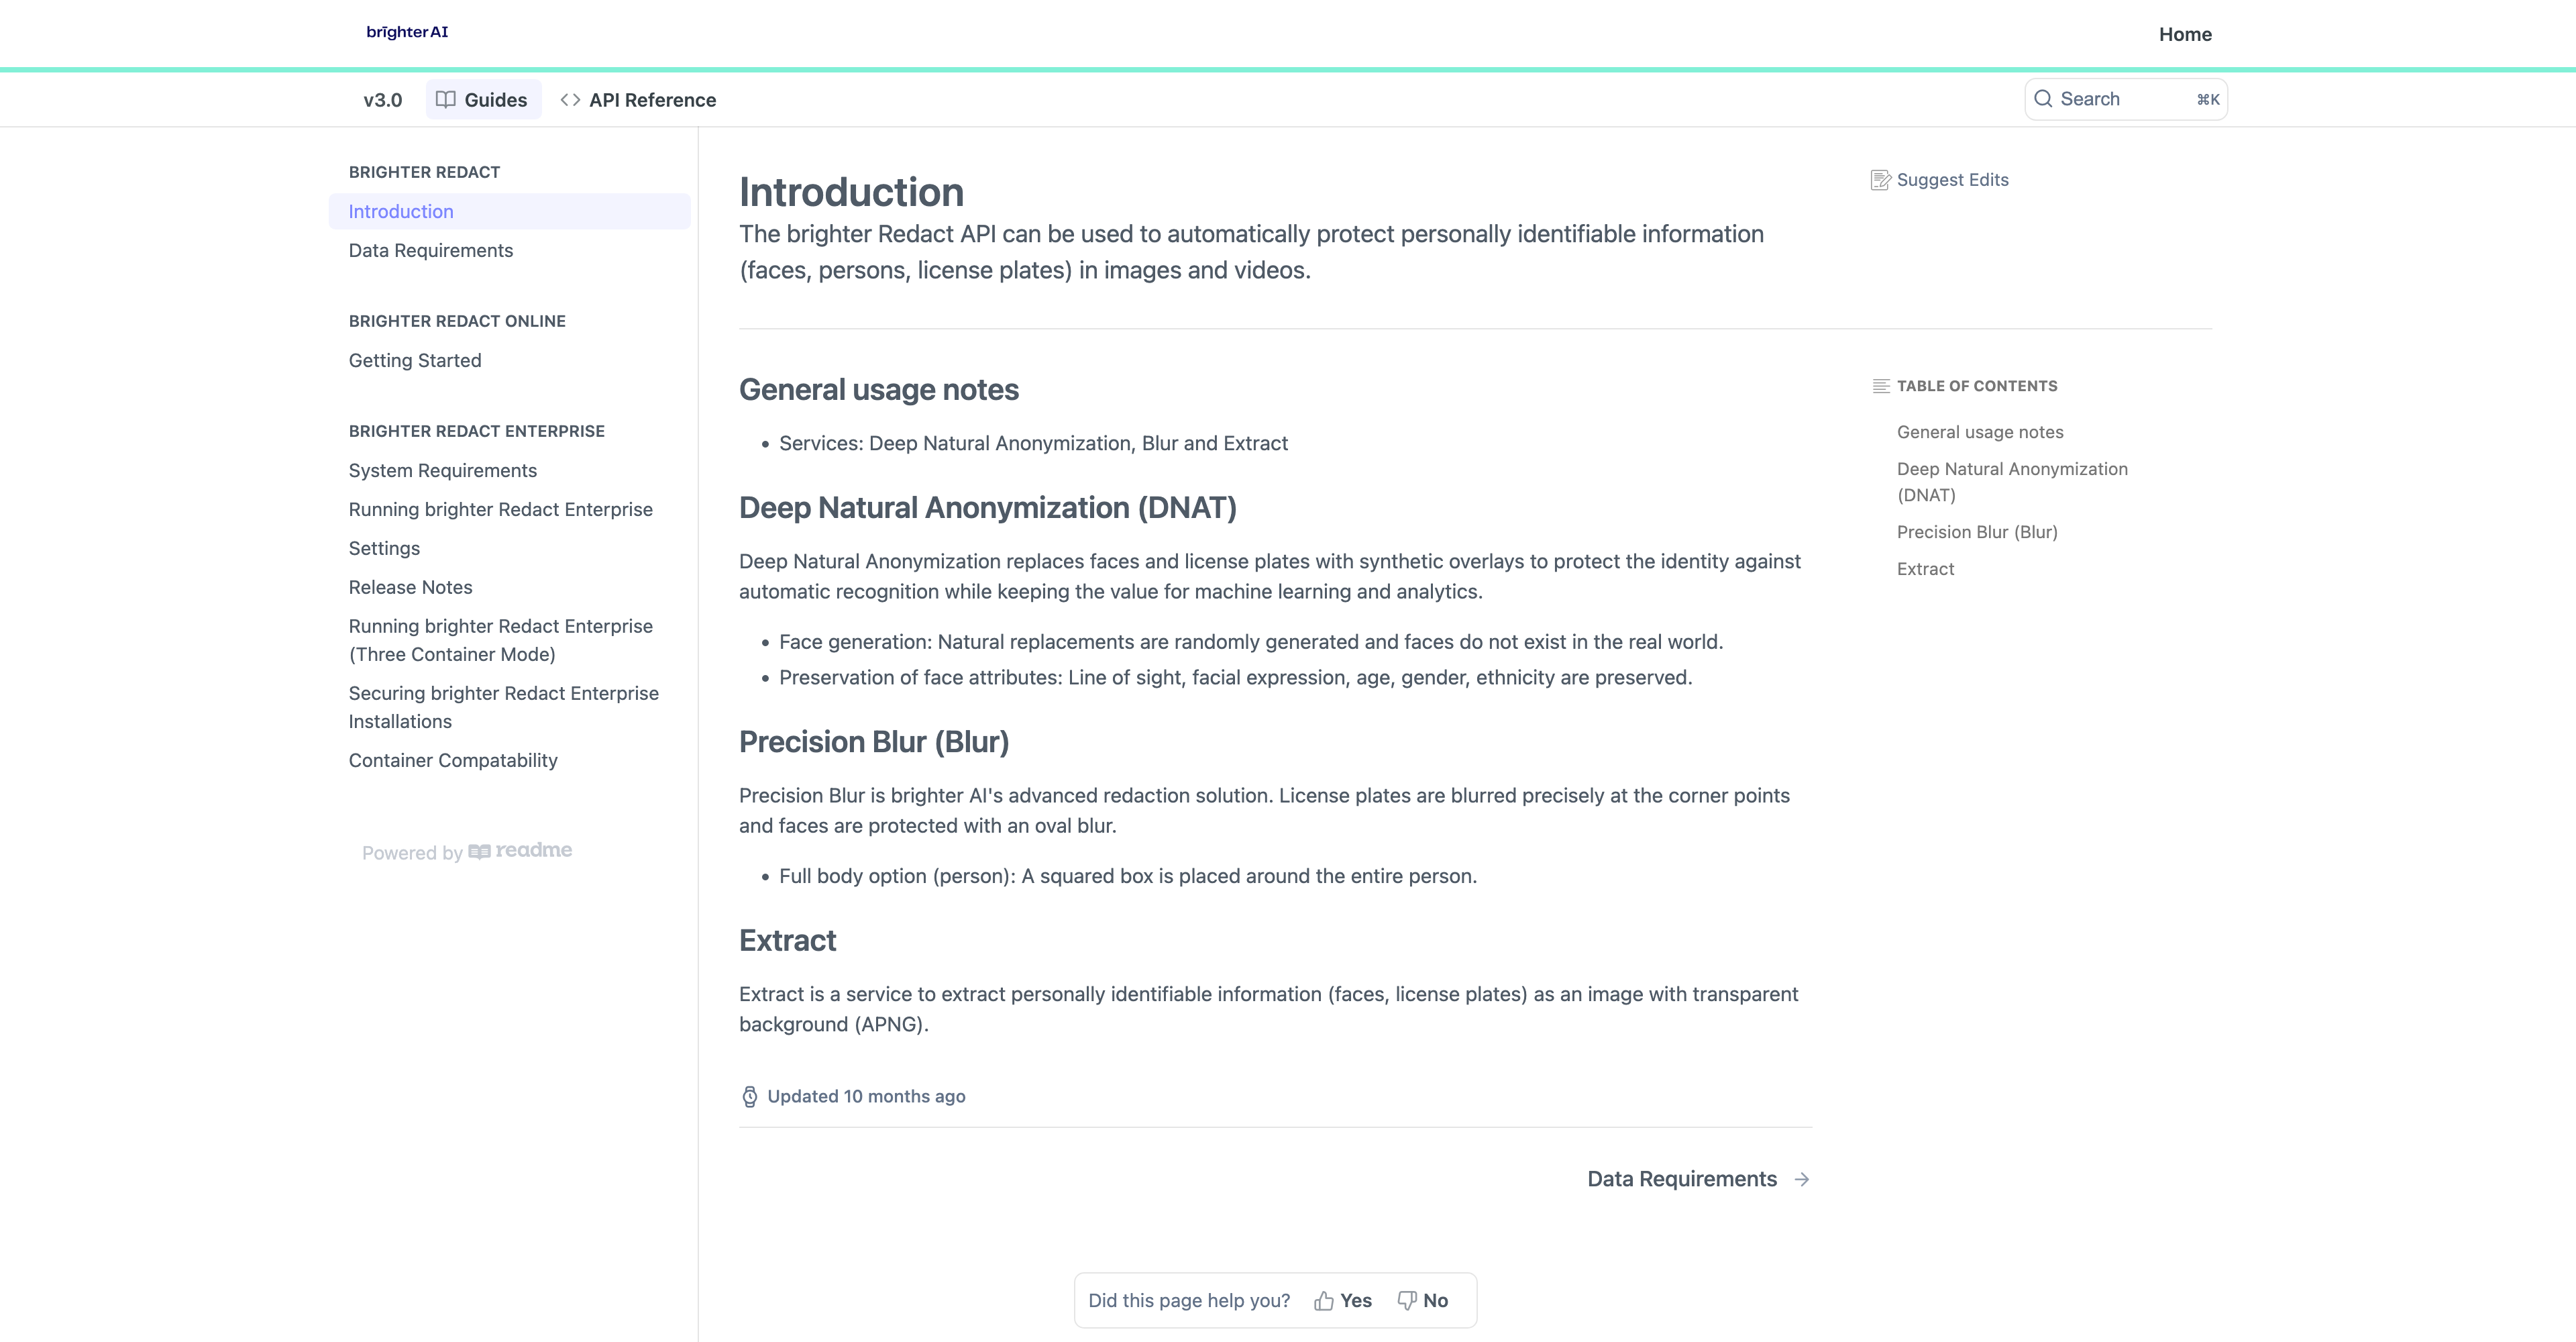 brighter AI
Home
v3.0
Guides
API Reference
Search
⌘K
BRIGHTER REDACT
Introduction
Data Requirements
BRIGHTER REDACT ONLINE
Getting Started
BRIGHTER REDACT ENTERPRISE
System Requirements
Running brighter Redact Enterprise
Settings
Release Notes
Running brighter Redact Enterprise
(Three Container Mode)
Securing brighter Redact Enterprise
Installations
Container Compatability
Powered by readme
Introduction
The brighter Redact API can be used to automatically protect personally identifiable information
(faces, persons, license plates) in images and videos.
Suggest Edits
General usage notes
• Services: Deep Natural Anonymization, Blur and Extract
Deep Natural Anonymization (DNAT)
Deep Natural Anonymization replaces faces and license plates with synthetic overlays to protect the identity against
automatic recognition while keeping the value for machine learning and analytics.
• Face generation: Natural replacements are randomly generated and faces do not exist in the real world.
• Preservation of face attributes: Line of sight, facial expression, age, gender, ethnicity are preserved.
Precision Blur (Blur)
Precision Blur is brighter AI's advanced redaction solution. License plates are blurred precisely at the corner points
and faces are protected with an oval blur.
• Full body option (person): A squared box is placed around the entire person.
Extract
Extract is a service to extract personally identifiable information (faces, license plates) as an image with transparent
background (APNG).
Updated 10 months ago
Data Requirements →
Did this page help you?
Yes
No
TABLE OF CONTENTS
General usage notes
Deep Natural Anonymization
(DNAT)
Precision Blur (Blur)
Extract